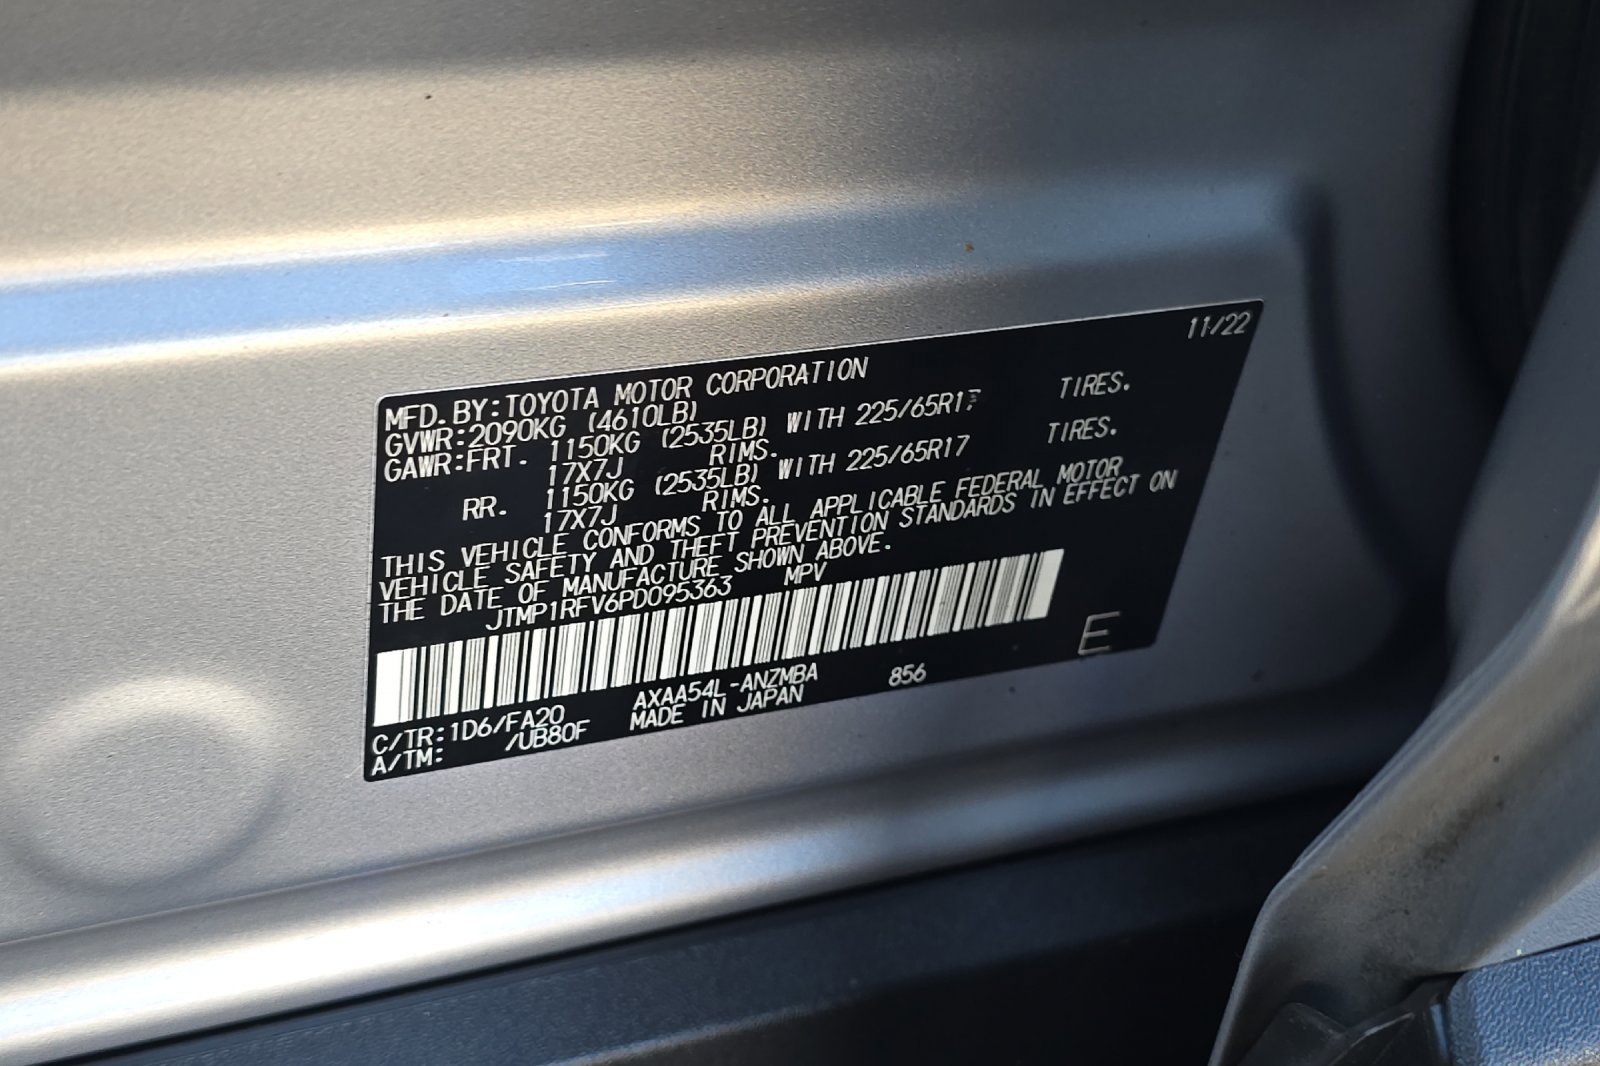 11/22
MFD. BY:TOYOTA MOTOR CORPORATION
GVWR:2090KG (4610LB)
GAWR:FRT. 1150KG (2535LB) WITH 225/65R17 TIRES.
17X7J RIMS.
RR. 1150KG (2535LB) WITH 225/65R17 TIRES.
17X7J RIMS.
THIS VEHICLE CONFORMS TO ALL APPLICABLE FEDERAL MOTOR
VEHICLE SAFETY AND THEFT PREVENTION STANDARDS IN EFFECT ON
THE DATE OF MANUFACTURE SHOWN ABOVE.
JTMP1RFV6PD095363 MPV
E
AXAA54L-ANZMBA 856
C/TR:1D6/FA20 MADE IN JAPAN
A/TM: /UB80F